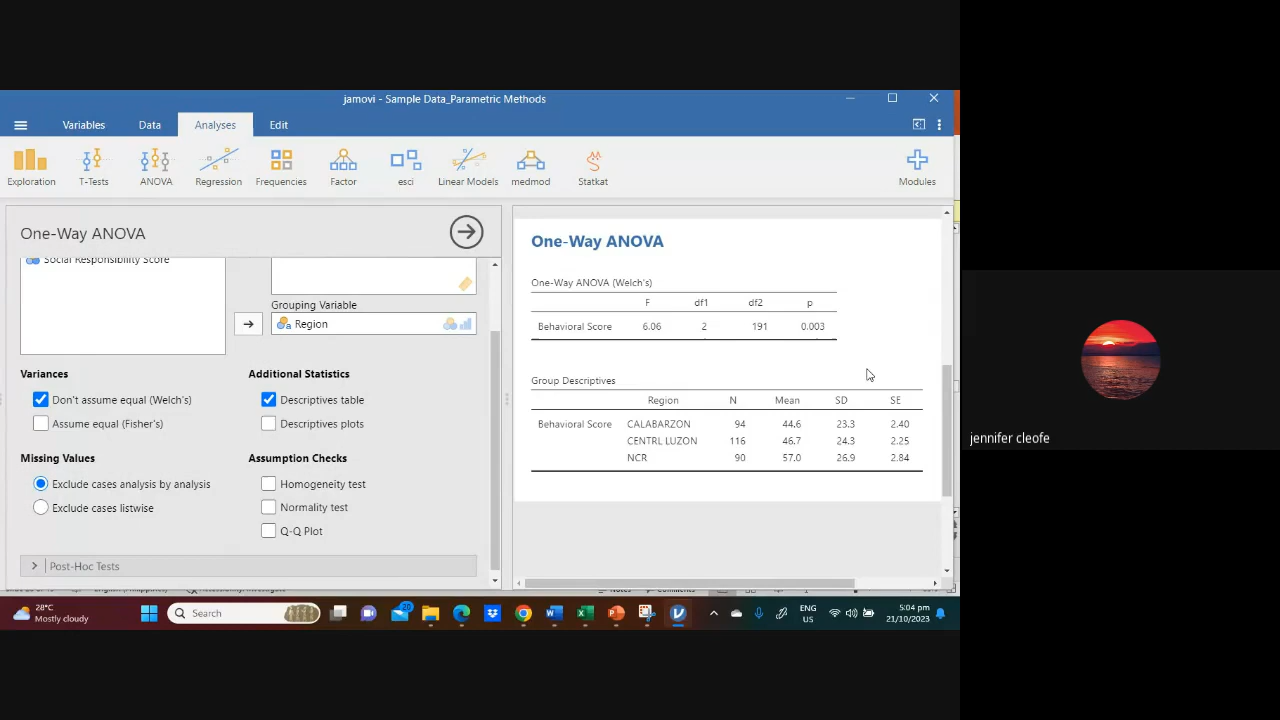 jamovi - Sample Data_Parametric Methods
Variables Data Analyses Edit
Exploration T-Tests ANOVA Regression Frequencies Factor esci Linear Models medmod Statkat Modules
One-Way ANOVA
Social Responsibility Score
Grouping Variable
Region
Variances
Don't assume equal (Welch's)
Assume equal (Fisher's)
Additional Statistics
Descriptives table
Descriptives plots
Missing Values
Exclude cases analysis by analysis
Exclude cases listwise
Assumption Checks
Homogeneity test
Normality test
Q-Q Plot
Post-Hoc Tests
One-Way ANOVA
One-Way ANOVA (Welch's)
F df1 df2 p
Behavioral Score 6.06 2 191 0.003
Group Descriptives
Region N Mean SD SE
Behavioral Score CALABARZON 94 44.6 23.3 2.40
CENTRL LUZON 116 46.7 24.3 2.25
NCR 90 57.0 26.9 2.84
jennifer cleofe
28°C
Mostly cloudy
Search
ENG
US
5:04 pm
21/10/2023